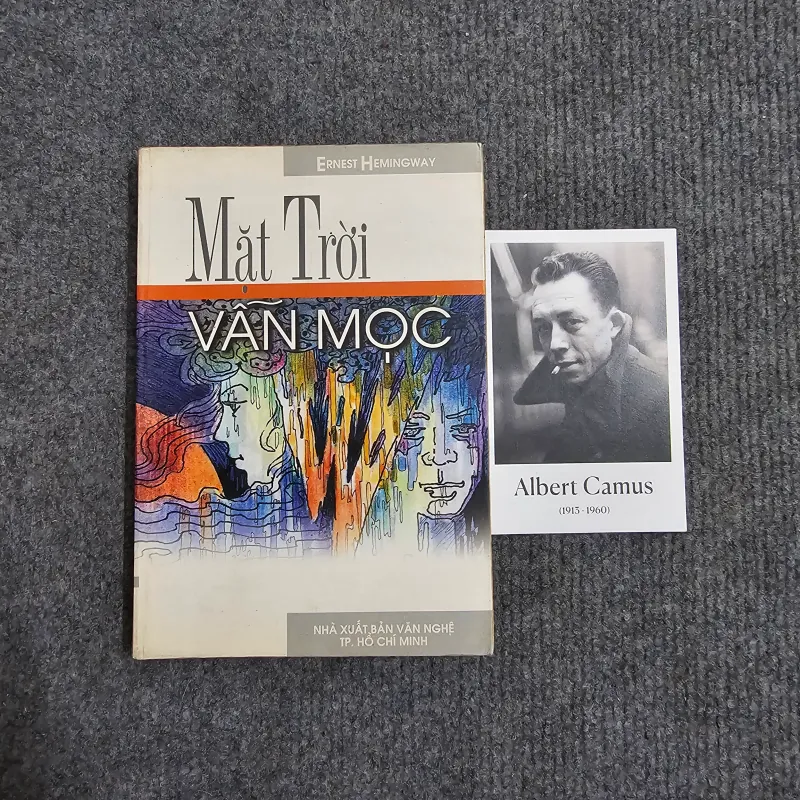 ERNEST HEMINGWAY
Mặt Trời
VẪN MỌC
NHÀ XUẤT BẢN VĂN NGHỆ
TP. HỒ CHÍ MINH
Albert Camus
(1913 - 1960)